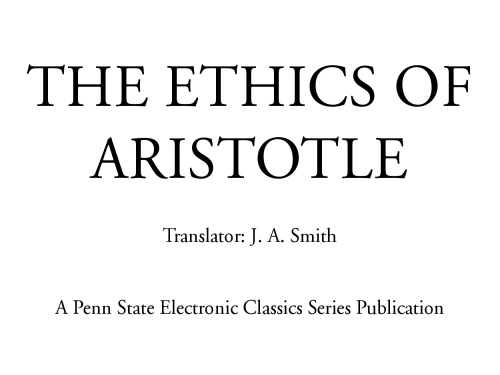 THE ETHICS OF
ARISTOTLE
Translator: J. A. Smith
A Penn State Electronic Classics Series Publication